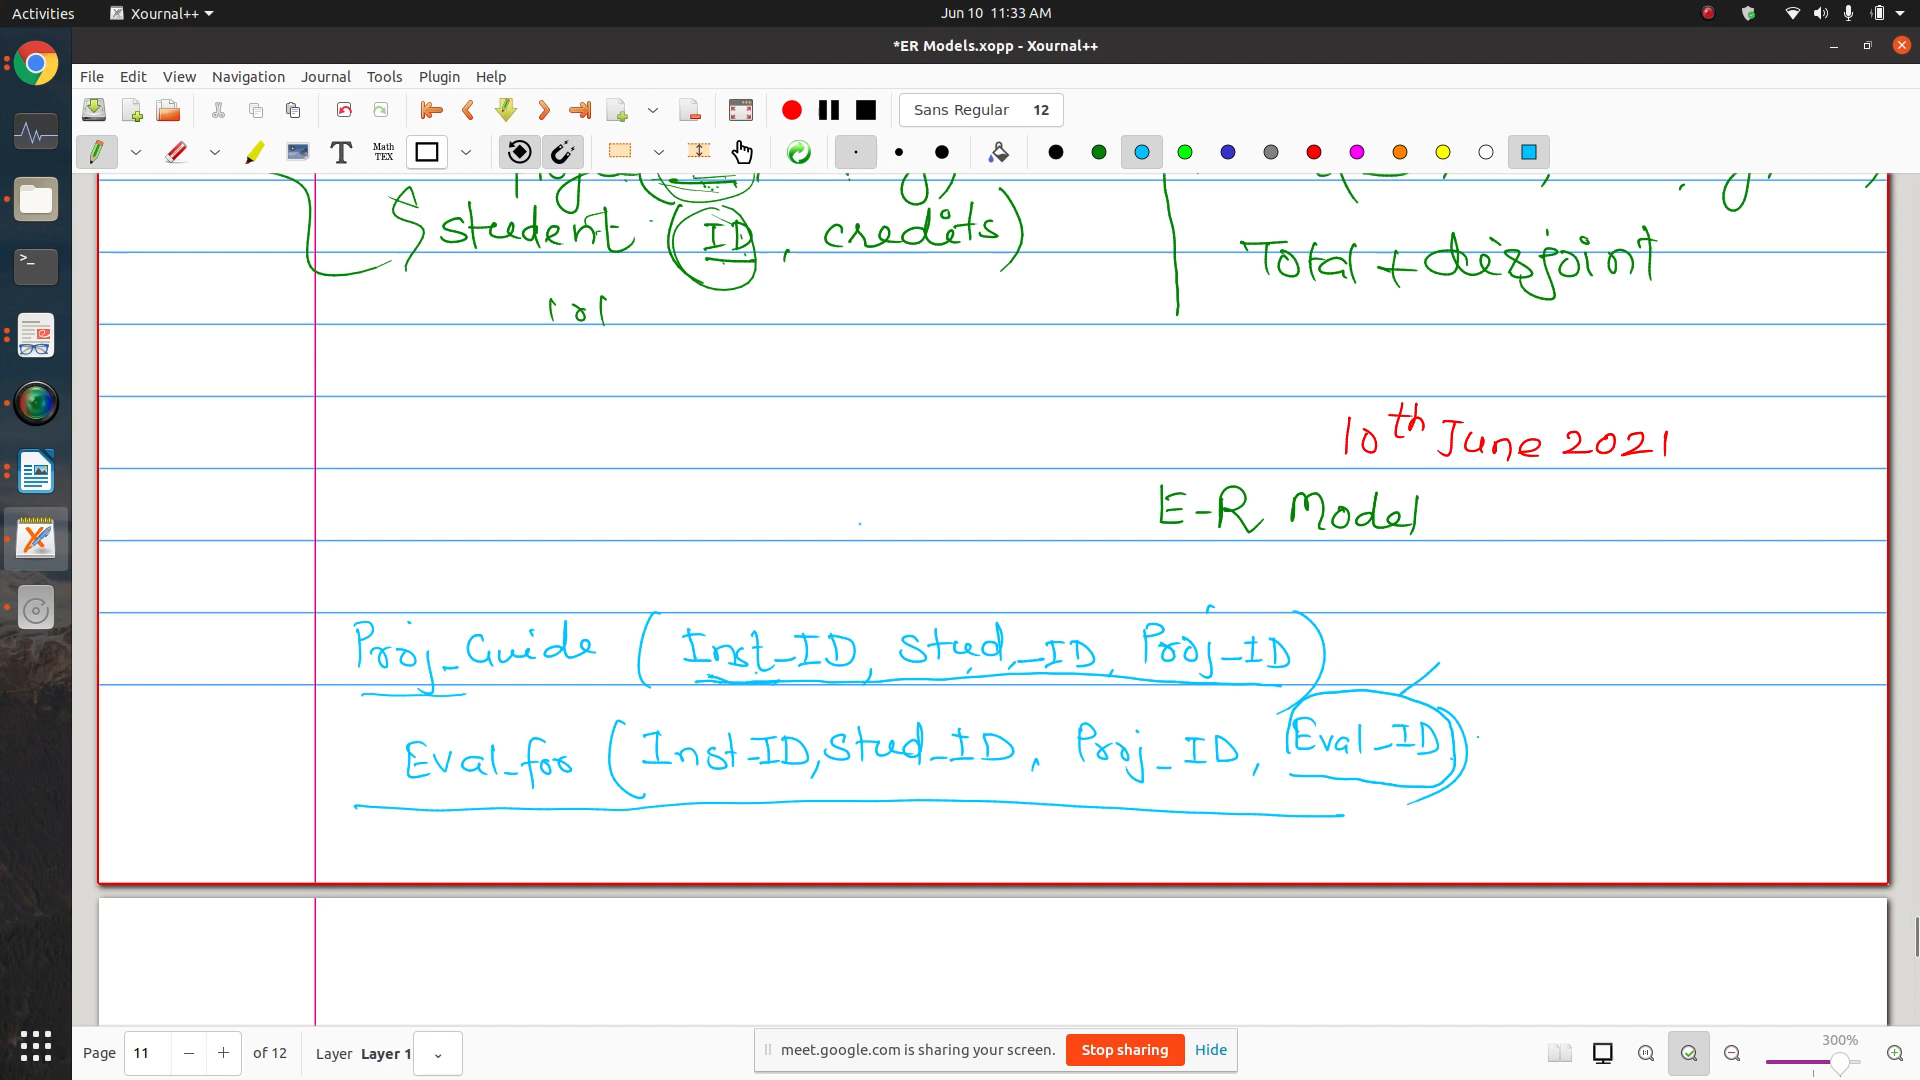 Activities Xournal++ Jun 10 11:33 AM
*ER Models.xopp - Xournal++
File Edit View Navigation Journal Tools Plugin Help
Sans Regular 12
T Math TEX
student (ID, credits)
Total + disjoint
10th June 2021
E-R Model
Proj_Guide (Inst_ID, Stud_ID, Proj_ID)
Eval_for (Inst_ID, Stud_ID, Proj_ID, Eval_ID)
Page 11 − + of 12 Layer Layer 1
meet.google.com is sharing your screen. Stop sharing Hide
300%